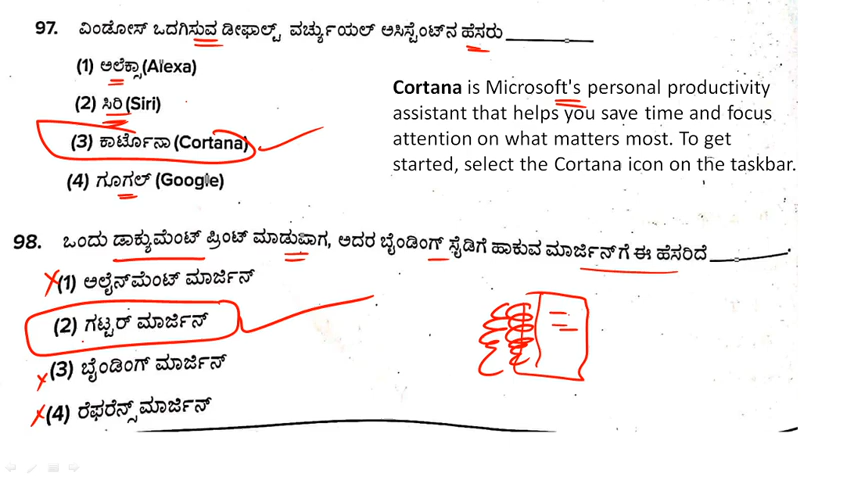 97. ವಿಂಡೋಸ್ ಒದಗಿಸುವ ಡೀಫಾಲ್ಟ್ ವರ್ಚ್ಯುಯಲ್ ಅಸಿಸ್ಟೆಂಟ್‌ನ ಹೆಸರು ________
(1) ಅಲೆಕ್ಸಾ (Alexa)
(2) ಸಿರಿ (Siri)
(3) ಕಾರ್ಟೊನಾ (Cortana)
(4) ಗೂಗಲ್ (Google)
Cortana is Microsoft's personal productivity
assistant that helps you save time and focus
attention on what matters most. To get
started, select the Cortana icon on the taskbar.
98. ಒಂದು ಡಾಕ್ಯುಮೆಂಟ್ ಪ್ರಿಂಟ್ ಮಾಡುವಾಗ, ಅದರ ಬೈಂಡಿಂಗ್ ಸೈಡಿಗೆ ಹಾಕುವ ಮಾರ್ಜಿನ್‌ಗೆ ಈ ಹೆಸರಿದೆ ________.
(1) ಅಲೈನ್‌ಮೆಂಟ್ ಮಾರ್ಜಿನ್
(2) ಗಟ್ಟರ್ ಮಾರ್ಜಿನ್
(3) ಬೈಂಡಿಂಗ್ ಮಾರ್ಜಿನ್
(4) ರೆಫರೆನ್ಸ್ ಮಾರ್ಜಿನ್